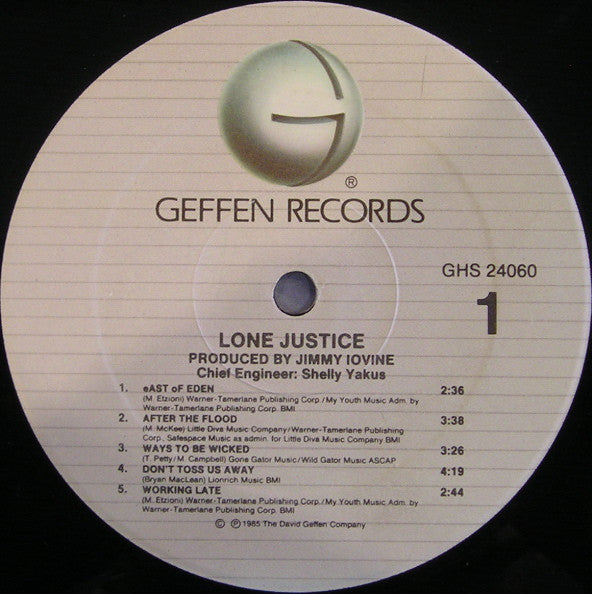 ®
GEFFEN RECORDS
GHS 24060
1
LONE JUSTICE
PRODUCED BY JIMMY IOVINE
Chief Engineer: Shelly Yakus
1. eAST oF EDEN 2:36
(M. Etzioni) Warner-Tamerlane Publishing Corp./My Youth Music Adm. by
Warner-Tamerlane Publishing Corp. BMI
2. AFTER THE FLOOD 3:38
(M. McKee) Little Diva Music Company/Warner-Tamerlane Publishing
Corp., Safespace Music as admin. for Little Diva Music Company BMI
3. WAYS TO BE WICKED 3:26
(T. Petty/M. Campbell) Gone Gator Music/Wild Gator Music ASCAP
4. DON'T TOSS US AWAY 4:19
(Bryan MacLean) Lionrich Music BMI
5. WORKING LATE 2:44
(M. Etzioni) Warner-Tamerlane Publishing Corp./My Youth Music Adm. by
Warner-Tamerlane Publishing Corp. BMI
© ℗ 1985 The David Geffen Company